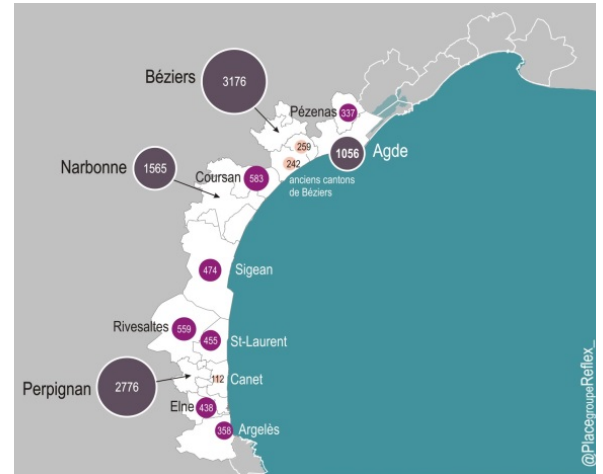 Béziers
3176
Pézenas
337
259
1056 Agde
242
anciens cantons
de Béziers
Narbonne
1565
Coursan
583
474 Sigean
Rivesaltes
559
455 St-Laurent
Perpignan
2776
112 Canet
Elne
438
358 Argelès
@PlacegroupeReflex_